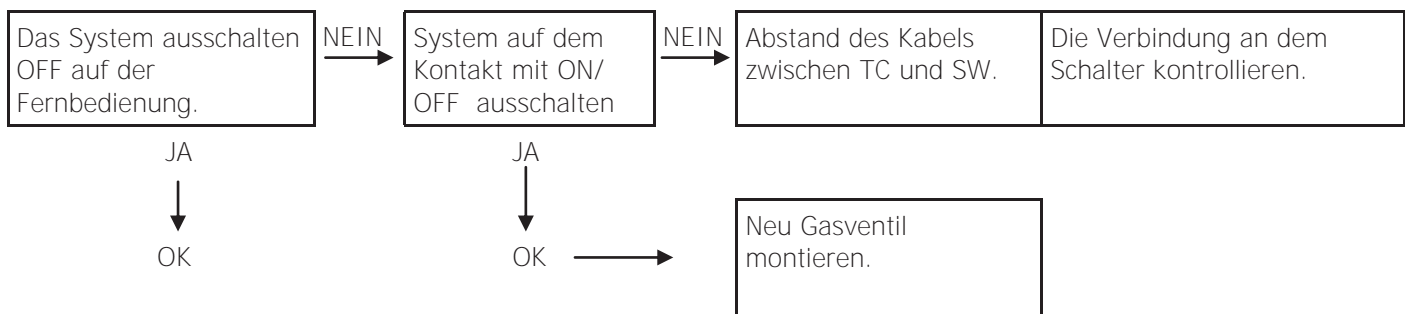 Das System ausschalten
OFF auf der
Fernbedienung.
NEIN
System auf dem
Kontakt mit ON/
OFF ausschalten
NEIN
Abstand des Kabels
zwischen TC und SW.
Die Verbindung an dem
Schalter kontrollieren.
JA
JA
OK
OK
Neu Gasventil
montieren.